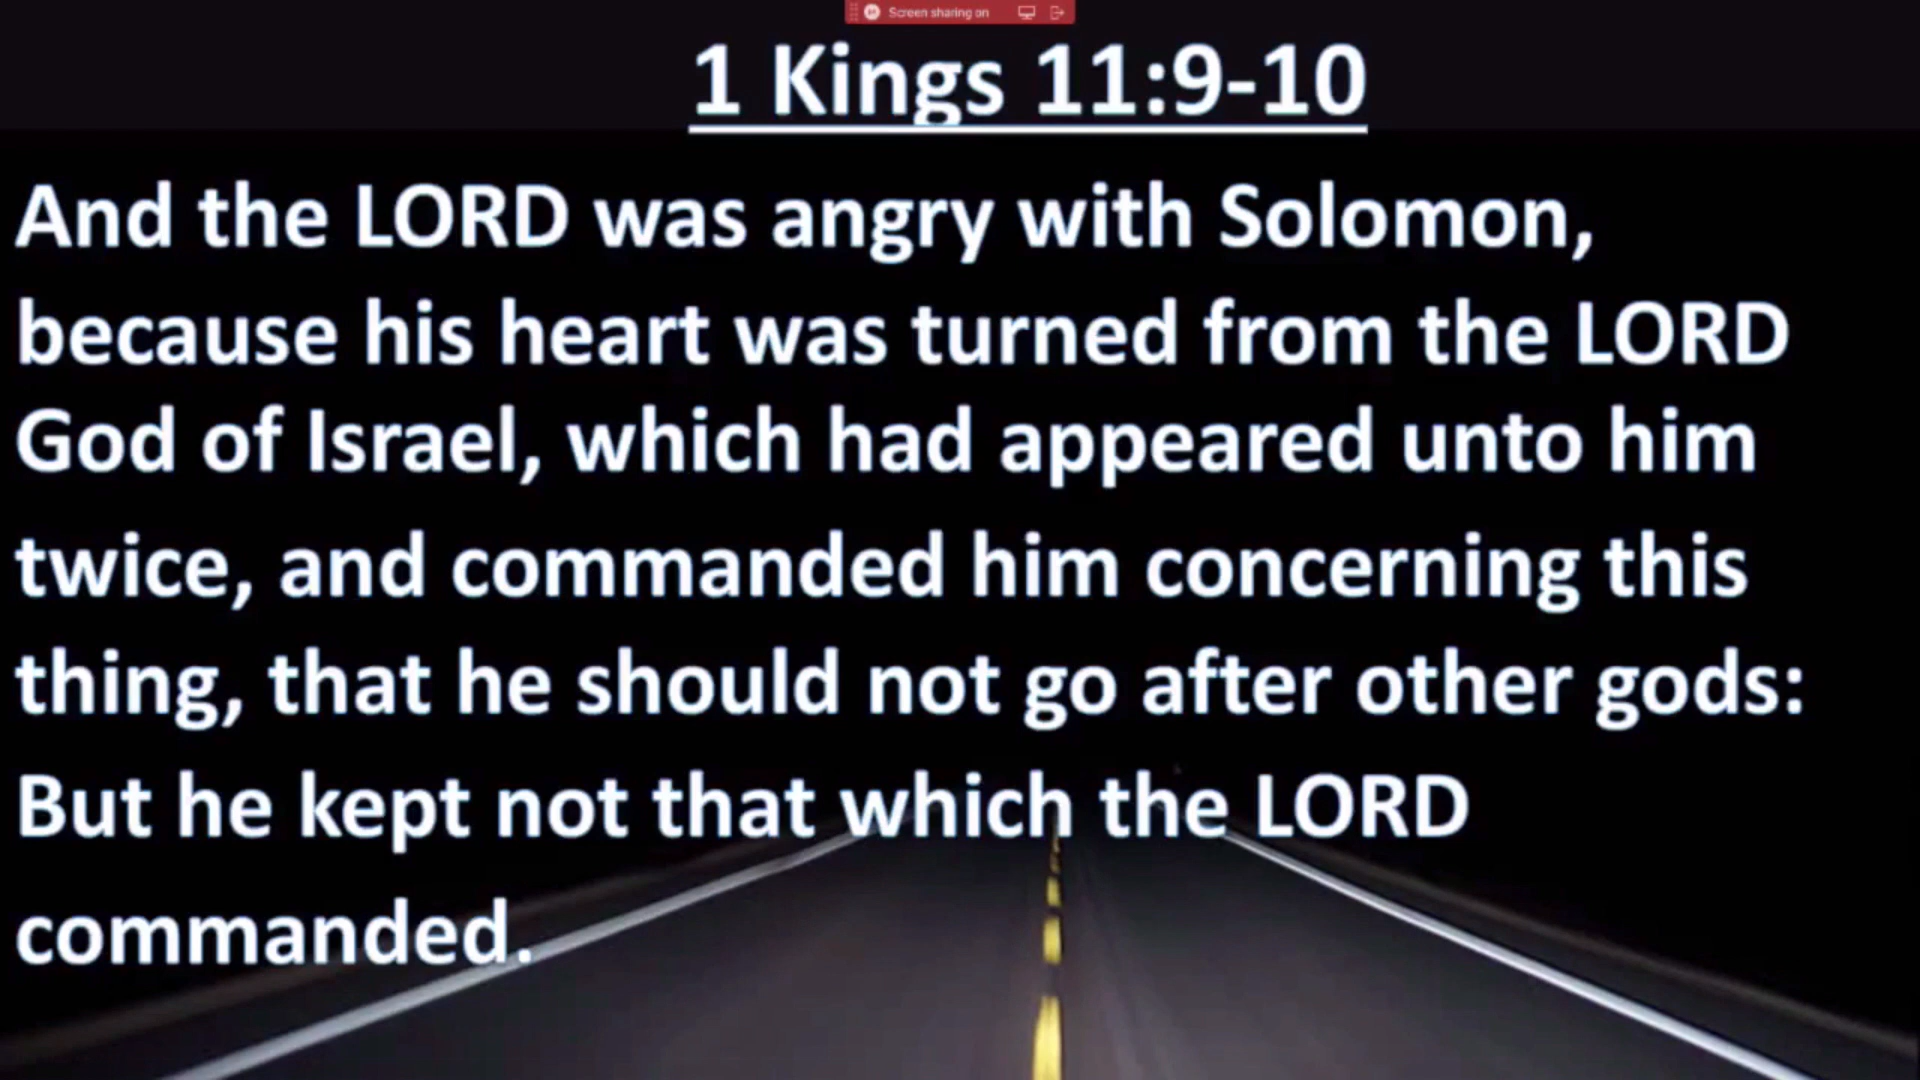 Screen sharing on
1 Kings 11:9-10
And the LORD was angry with Solomon,
because his heart was turned from the LORD
God of Israel, which had appeared unto him
twice, and commanded him concerning this
thing, that he should not go after other gods:
But he kept not that which the LORD
commanded.